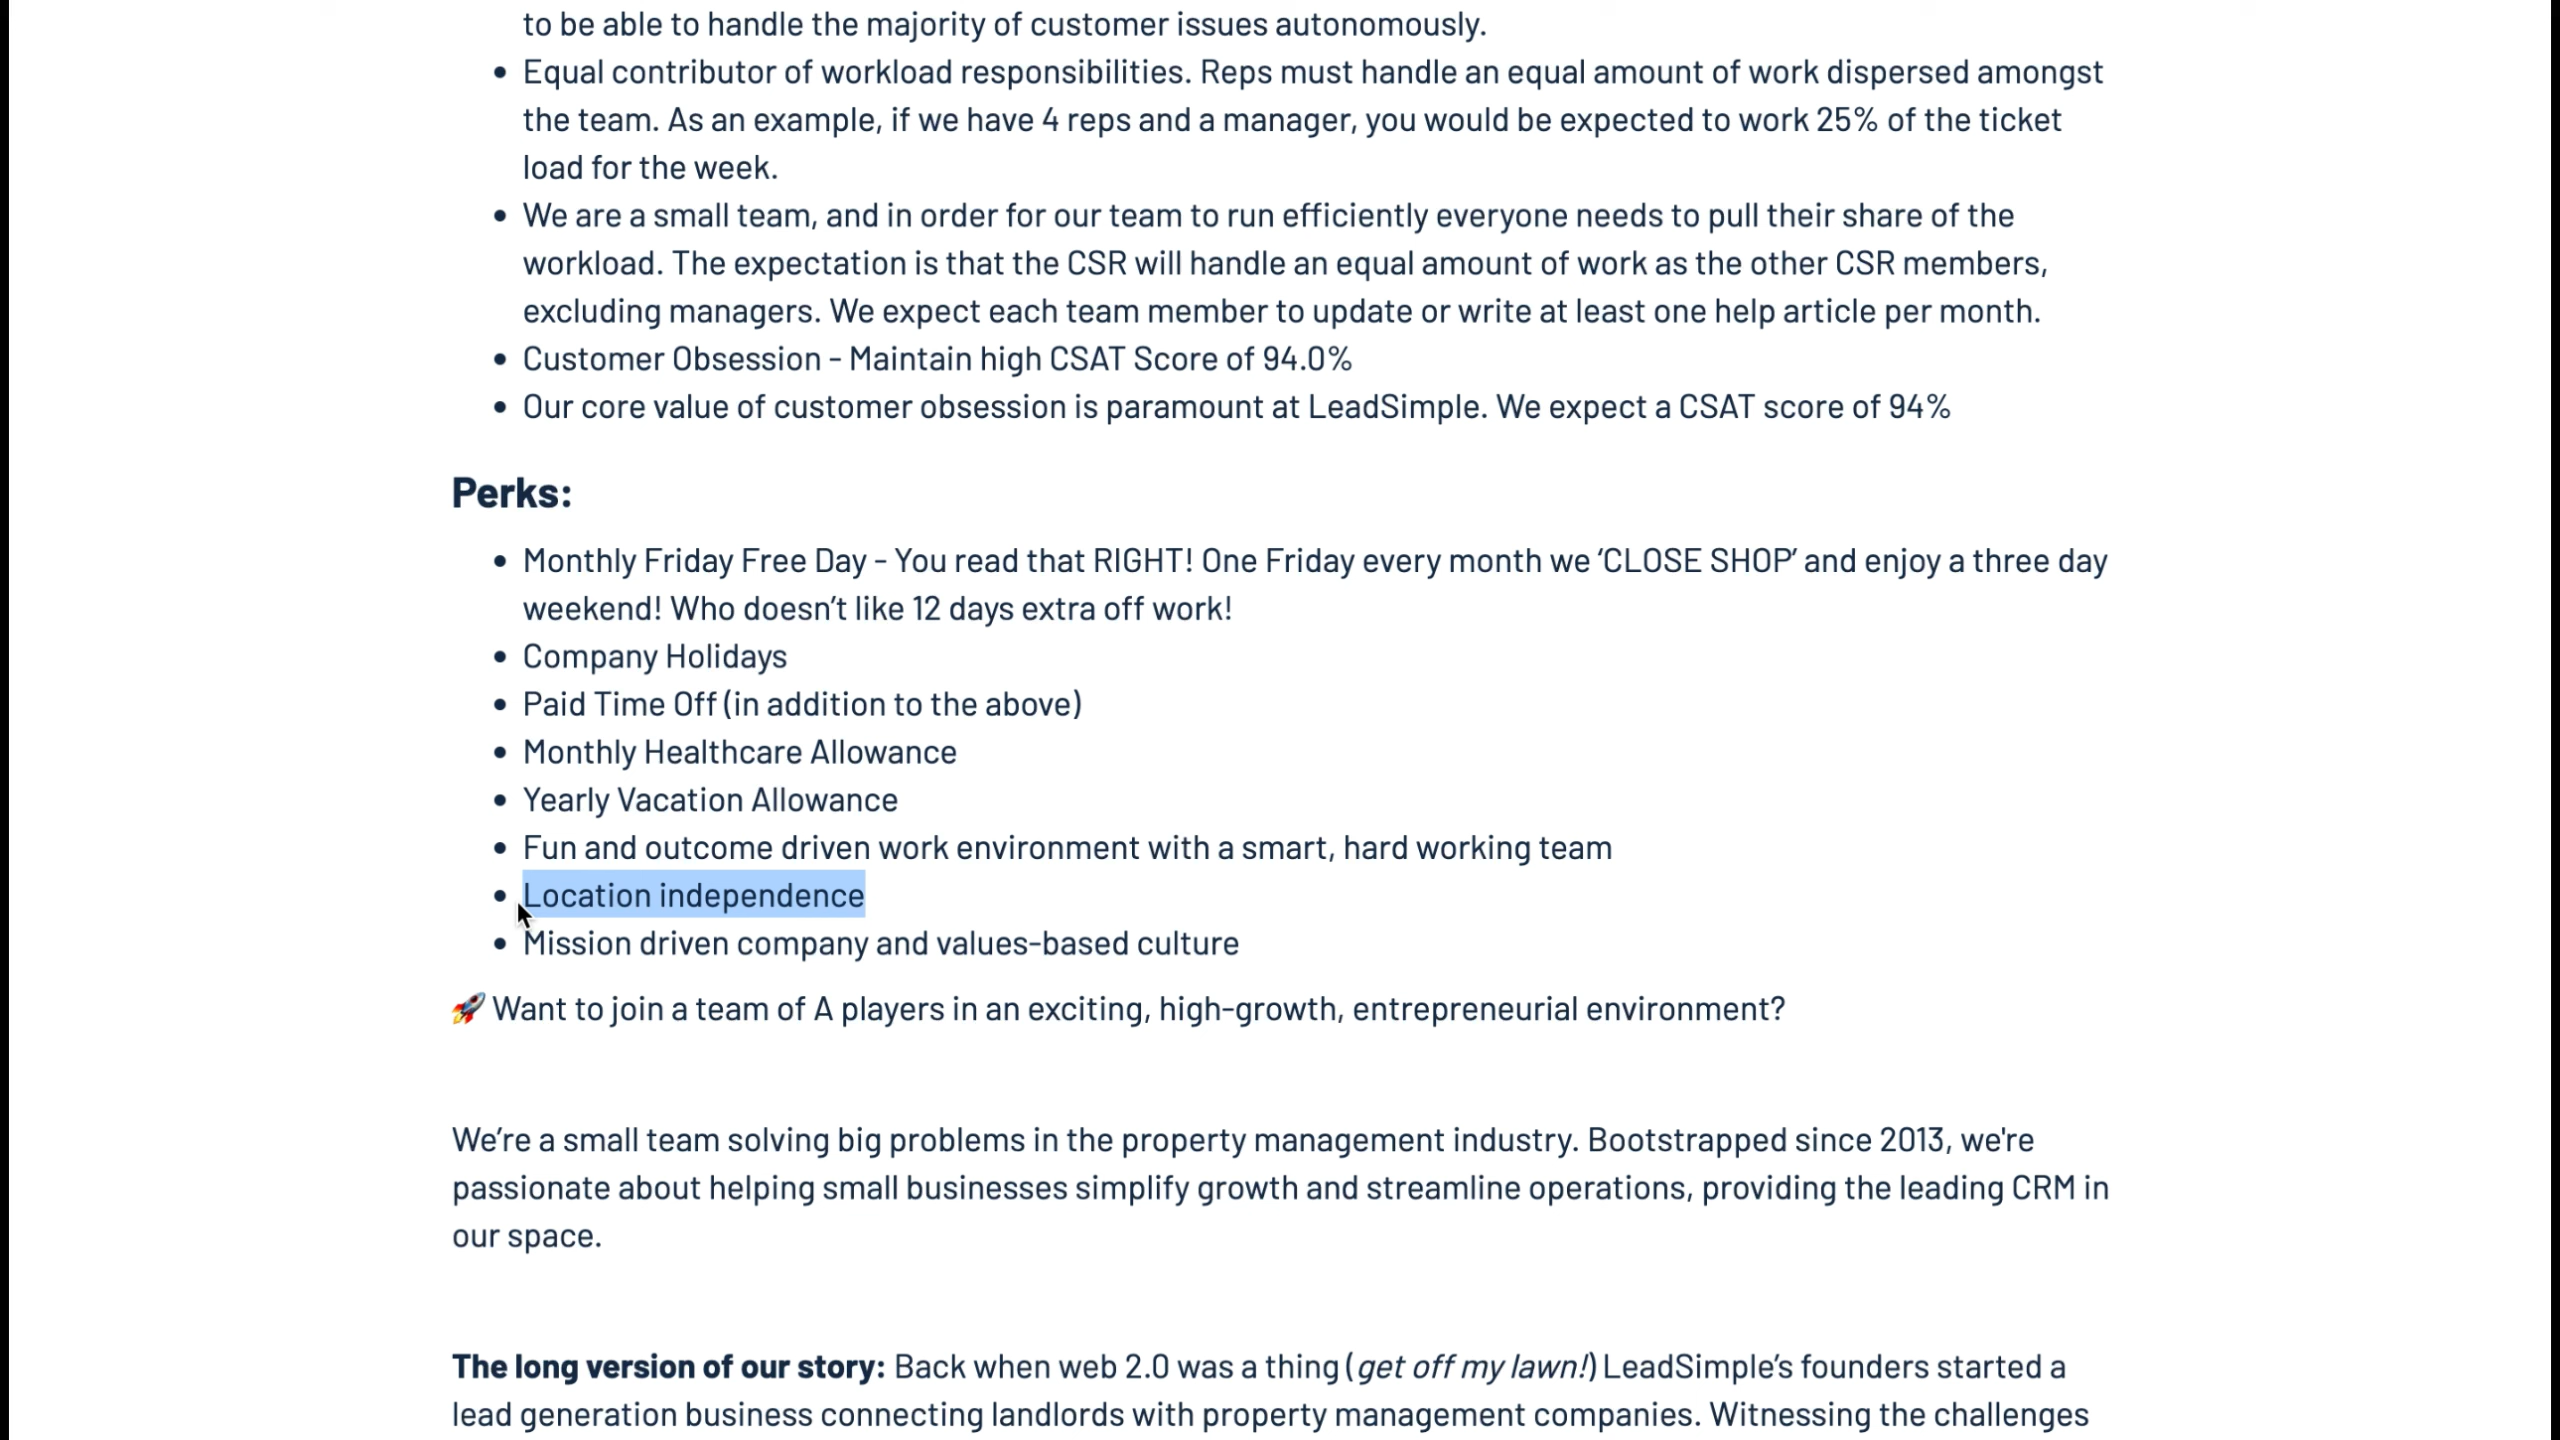 to be able to handle the majority of customer issues autonomously.
• Equal contributor of workload responsibilities. Reps must handle an equal amount of work dispersed amongst
the team. As an example, if we have 4 reps and a manager, you would be expected to work 25% of the ticket
load for the week.
• We are a small team, and in order for our team to run efficiently everyone needs to pull their share of the
workload. The expectation is that the CSR will handle an equal amount of work as the other CSR members,
excluding managers. We expect each team member to update or write at least one help article per month.
• Customer Obsession - Maintain high CSAT Score of 94.0%
• Our core value of customer obsession is paramount at LeadSimple. We expect a CSAT score of 94%
Perks:
• Monthly Friday Free Day - You read that RIGHT! One Friday every month we ‘CLOSE SHOP’ and enjoy a three day
weekend! Who doesn’t like 12 days extra off work!
• Company Holidays
• Paid Time Off (in addition to the above)
• Monthly Healthcare Allowance
• Yearly Vacation Allowance
• Fun and outcome driven work environment with a smart, hard working team
• Location independence
• Mission driven company and values-based culture
🚀 Want to join a team of A players in an exciting, high-growth, entrepreneurial environment?
We’re a small team solving big problems in the property management industry. Bootstrapped since 2013, we're
passionate about helping small businesses simplify growth and streamline operations, providing the leading CRM in
our space.
The long version of our story: Back when web 2.0 was a thing (get off my lawn!) LeadSimple’s founders started a
lead generation business connecting landlords with property management companies. Witnessing the challenges